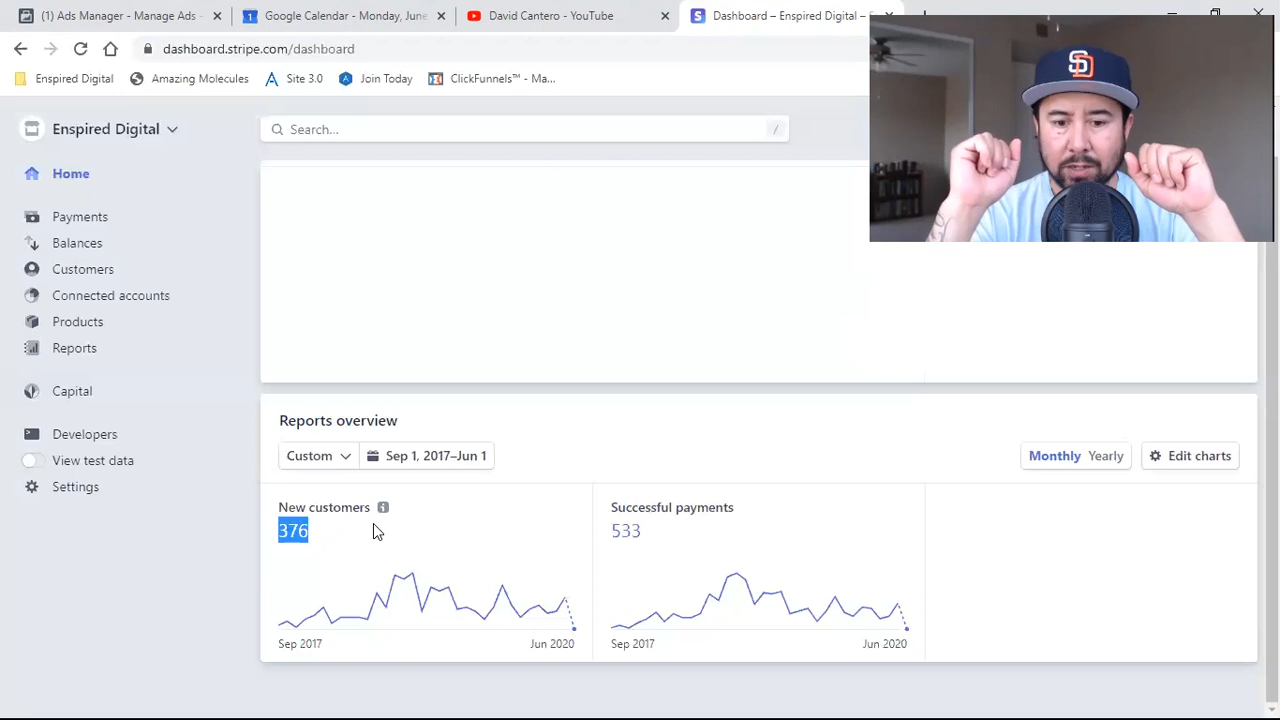 (1) Ads Manager - Manage Ads -
Google Calendar - Monday, June
David Cantero - YouTube
Dashboard – Enspired Digital –
dashboard.stripe.com/dashboard
Enspired Digital
Amazing Molecules
Site 3.0
Job Today
ClickFunnels™ - Ma...
Enspired Digital
Search...
/
Home
Payments
Balances
Customers
Connected accounts
Products
Reports
Capital
Developers
View test data
Settings
Reports overview
Custom
Sep 1, 2017–Jun 1
Monthly
Yearly
Edit charts
New customers
376
Sep 2017
Jun 2020
Successful payments
533
Sep 2017
Jun 2020
SD